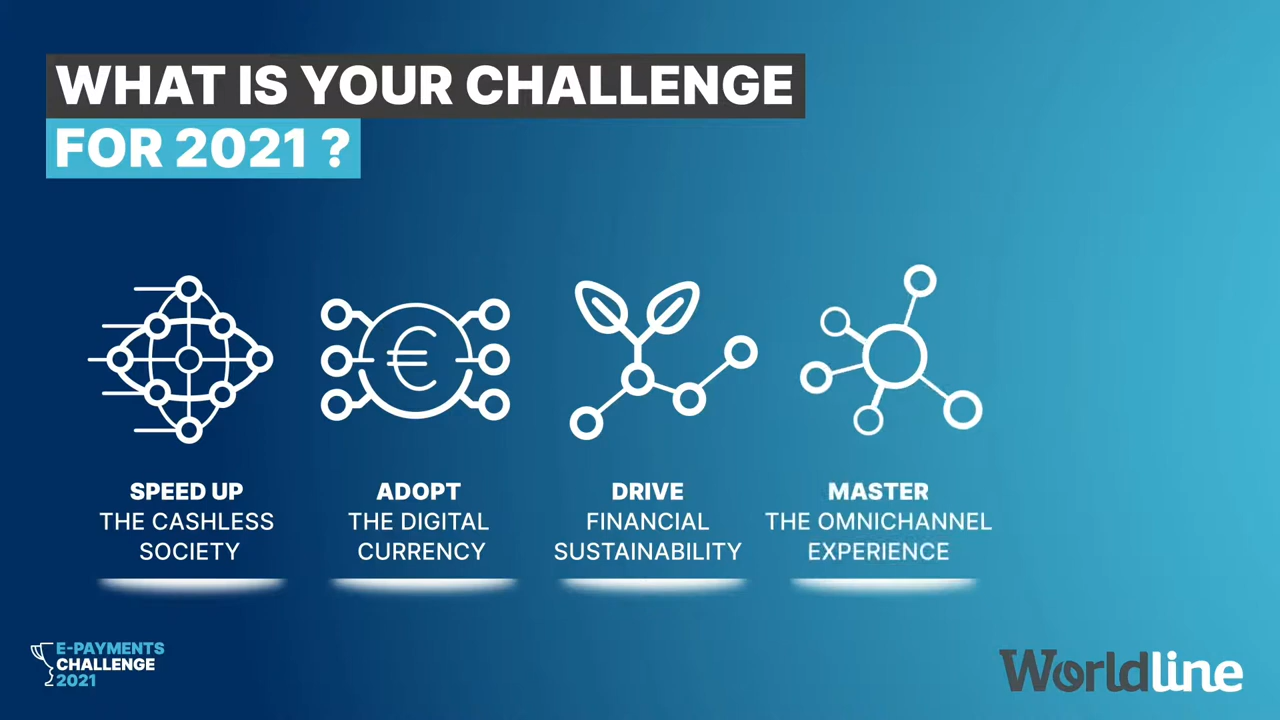 WHAT IS YOUR CHALLENGE
FOR 2021 ?
€
SPEED UP
THE CASHLESS
SOCIETY
ADOPT
THE DIGITAL
CURRENCY
DRIVE
FINANCIAL
SUSTAINABILITY
MASTER
THE OMNICHANNEL
EXPERIENCE
E-PAYMENTS
CHALLENGE
2021
Worldline